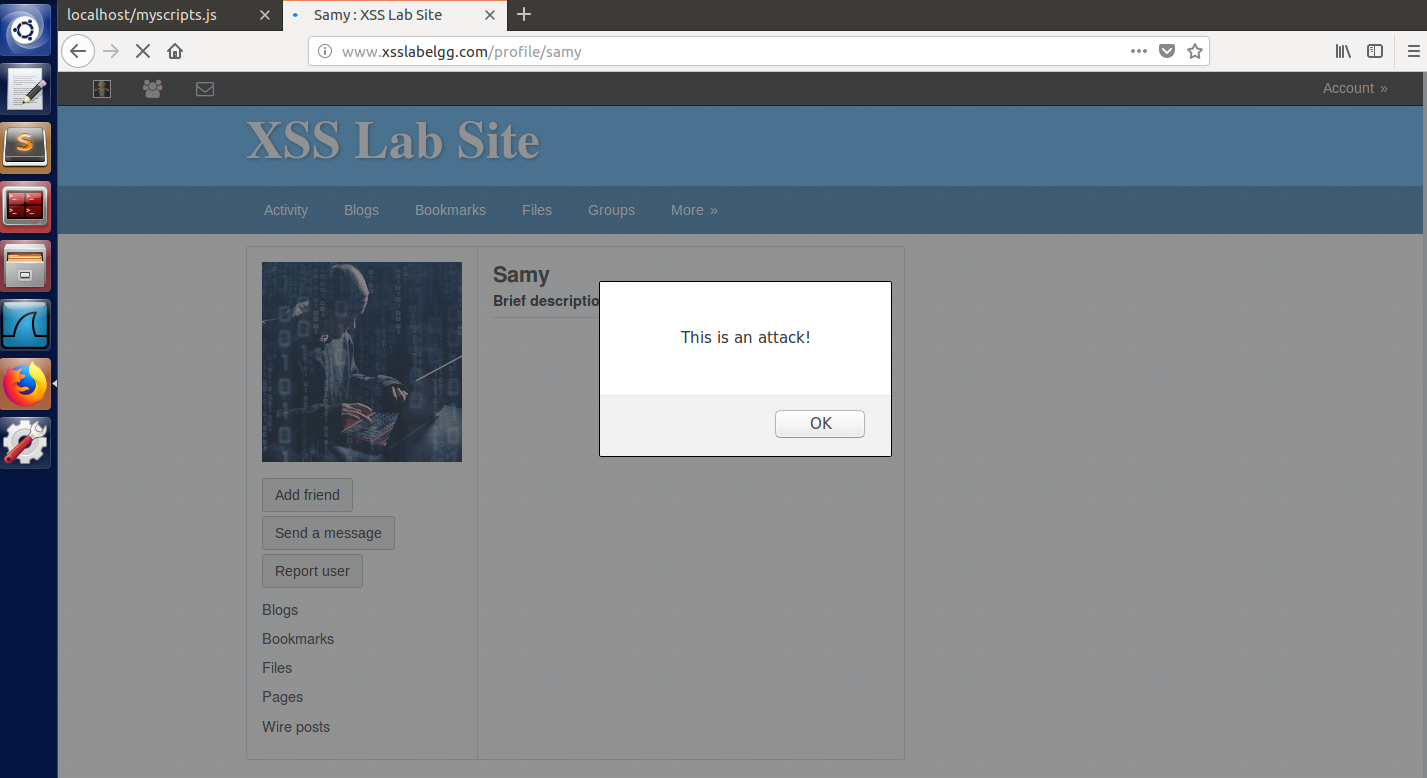 localhost/myscripts.js
Samy : XSS Lab Site
www.xsslabelgg.com/profile/samy
Account »
XSS Lab Site
Activity Blogs Bookmarks Files Groups More »
Samy
Brief descriptio
This is an attack!
OK
Add friend
Send a message
Report user
Blogs
Bookmarks
Files
Pages
Wire posts